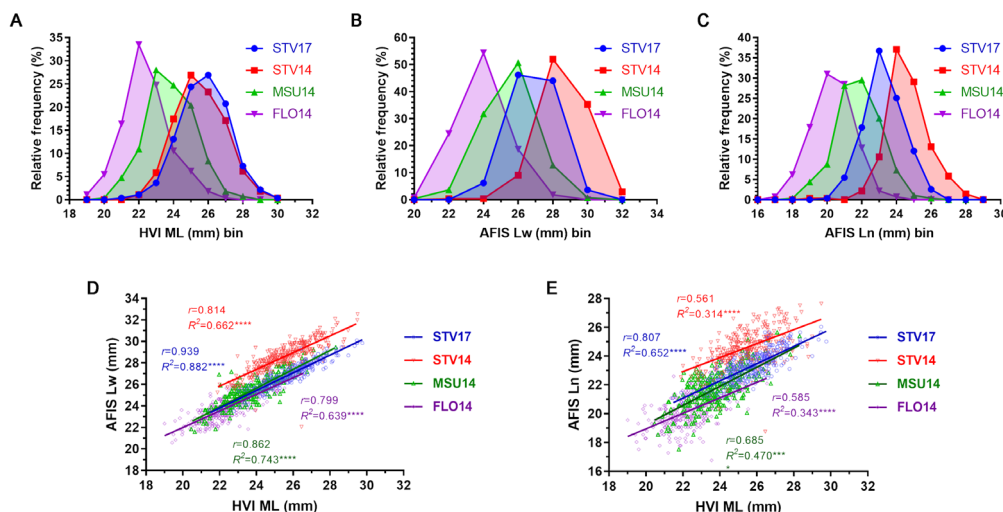 A
Relative frequency (%)
35
30
25
20
15
10
5
0
18 20 22 24 26 28 30 32
HVI ML (mm) bin
STV17
STV14
MSU14
FLO14
B
Relative frequency (%)
60
50
40
30
20
10
0
20 22 24 26 28 30 32 34
AFIS Lw (mm) bin
STV17
STV14
MSU14
FLO14
C
Relative frequency (%)
40
35
30
25
20
15
10
5
0
16 18 20 22 24 26 28 30
AFIS Ln (mm) bin
STV17
STV14
MSU14
FLO14
D
AFIS Lw (mm)
34
32
30
28
26
24
22
20
18
18 20 22 24 26 28 30 32
HVI ML (mm)
r=0.814
R²=0.662****
r=0.939
R²=0.882****
r=0.799
R²=0.639****
r=0.862
R²=0.743****
STV17
STV14
MSU14
FLO14
E
AFIS Ln (mm)
28
26
24
22
20
18
16
18 20 22 24 26 28 30 32
HVI ML (mm)
r=0.561
R²=0.314****
r=0.807
R²=0.652****
r=0.585
R²=0.343****
r=0.685
R²=0.470***
STV17
STV14
MSU14
FLO14